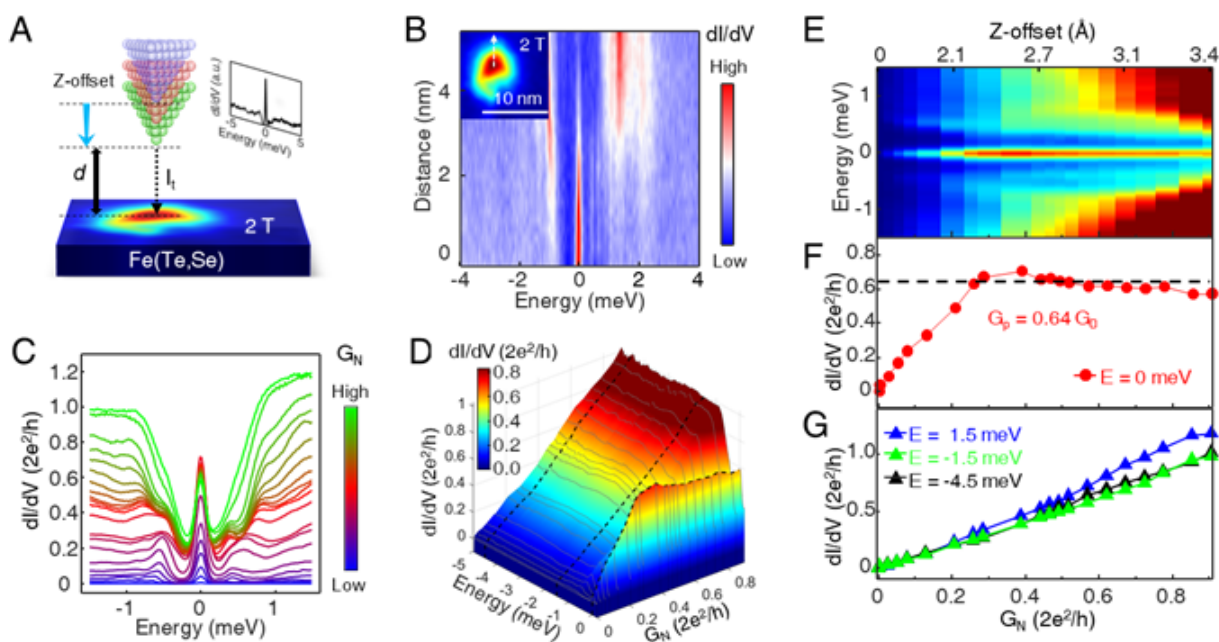 A
Z-offset
d
I_t
2 T
Fe(Te,Se)
dI/dV (a.u.)
-5 0 5
Energy (meV)
B
2 T
10 nm
Distance (nm)
4
2
0
-4 -2 0 2 4
Energy (meV)
dI/dV
High
Low
C
dI/dV (2e²/h)
1.2
1.0
0.8
0.6
0.4
0.2
0
-1 0 1
Energy (meV)
G_N
High
Low
D
dI/dV (2e²/h)
0.8
0.6
0.4
0.2
0.0
dI/dV (2e²/h)
1
0.8
0.6
0.4
0.2
0
-5 -4 -3 -2 -1 0
Energy (meV)
0 0.2 0.4 0.6 0.8
G_N (2e²/h)
E
Z-offset (Å)
0 2.1 2.7 3.1 3.4
Energy (meV)
1
0
-1
F
dI/dV (2e²/h)
0.8
0.6
0.4
0.2
0
G_p = 0.64 G_0
E = 0 meV
G
dI/dV (2e²/h)
1.0
0.5
0
E = 1.5 meV
E = -1.5 meV
E = -4.5 meV
0 0.2 0.4 0.6 0.8
G_N (2e²/h)